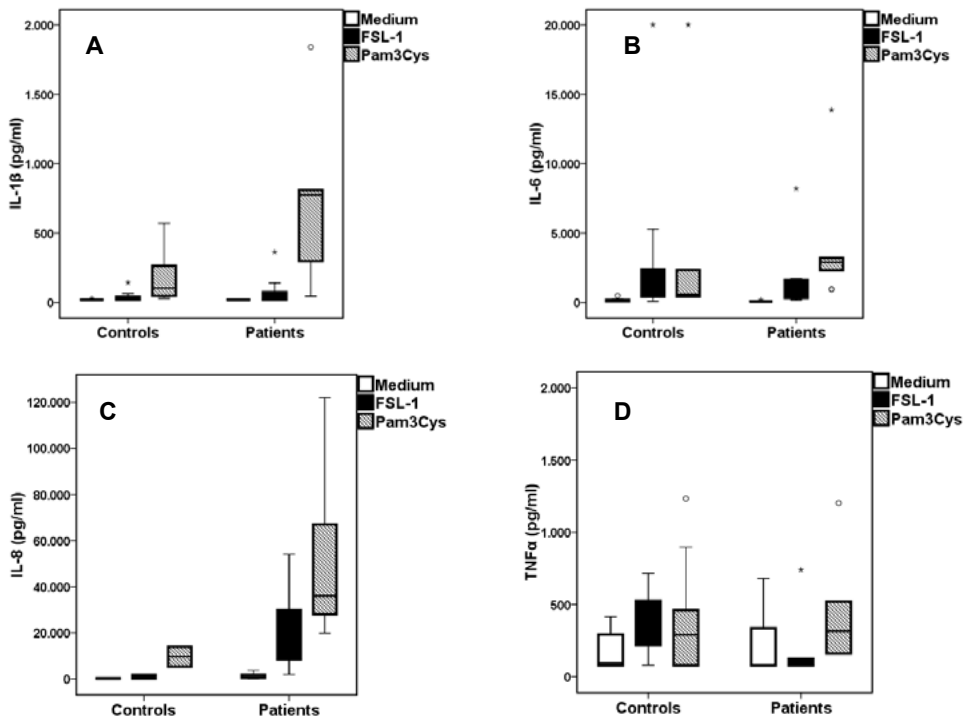 A
2.000
1.500
1.000
500
0
IL-1β (pg/ml)
Controls
Patients
Medium
FSL-1
Pam3Cys
B
20.000
15.000
10.000
5.000
0
IL-6 (pg/ml)
Controls
Patients
Medium
FSL-1
Pam3Cys
C
120.000
100.000
80.000
60.000
40.000
20.000
0
IL-8 (pg/ml)
Controls
Patients
Medium
FSL-1
Pam3Cys
D
2.000
1.500
1.000
500
0
TNFα (pg/ml)
Controls
Patients
Medium
FSL-1
Pam3Cys